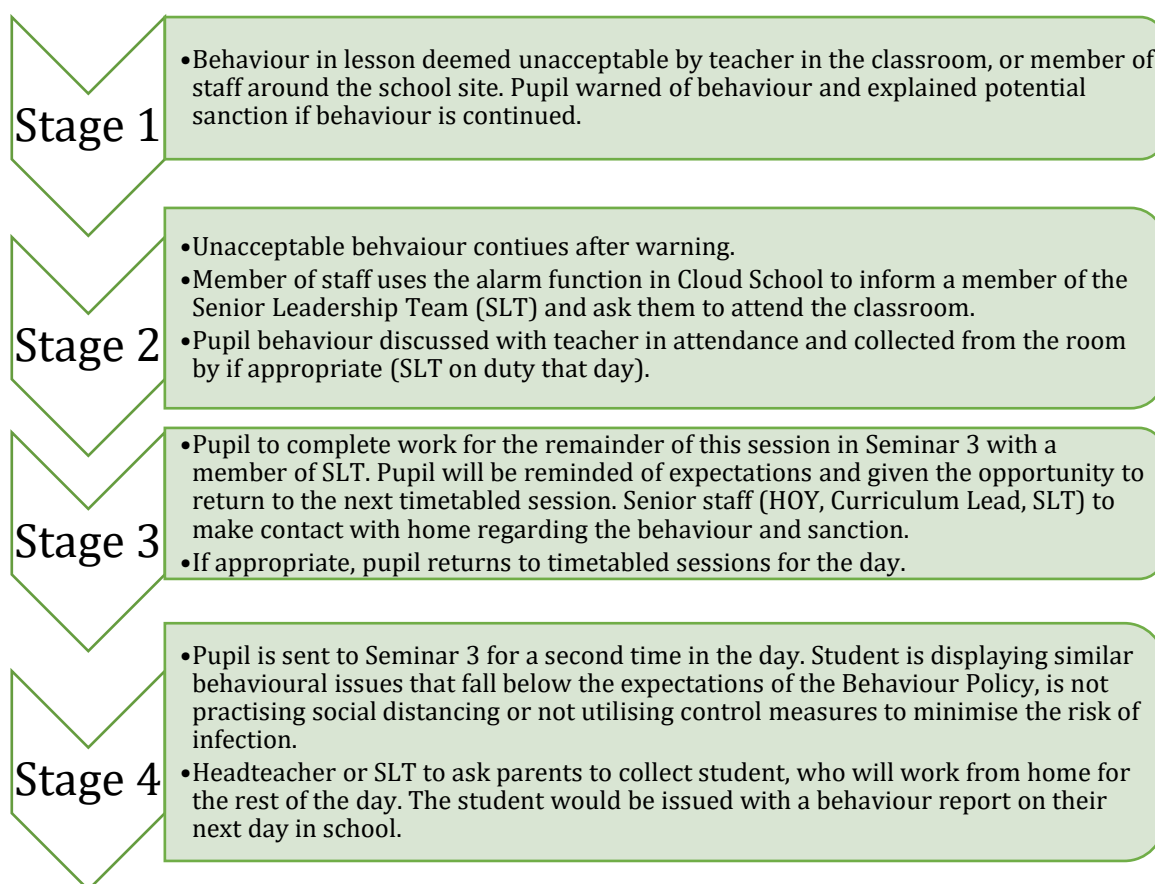 Stage 1
•Behaviour in lesson deemed unacceptable by teacher in the classroom, or member of
staff around the school site. Pupil warned of behaviour and explained potential
sanction if behaviour is continued.
Stage 2
•Unacceptable behvaiour contiues after warning.
•Member of staff uses the alarm function in Cloud School to inform a member of the
Senior Leadership Team (SLT) and ask them to attend the classroom.
•Pupil behaviour discussed with teacher in attendance and collected from the room
by if appropriate (SLT on duty that day).
Stage 3
•Pupil to complete work for the remainder of this session in Seminar 3 with a
member of SLT. Pupil will be reminded of expectations and given the opportunity to
return to the next timetabled session. Senior staff (HOY, Curriculum Lead, SLT) to
make contact with home regarding the behaviour and sanction.
•If appropriate, pupil returns to timetabled sessions for the day.
Stage 4
•Pupil is sent to Seminar 3 for a second time in the day. Student is displaying similar
behavioural issues that fall below the expectations of the Behaviour Policy, is not
practising social distancing or not utilising control measures to minimise the risk of
infection.
•Headteacher or SLT to ask parents to collect student, who will work from home for
the rest of the day. The student would be issued with a behaviour report on their
next day in school.